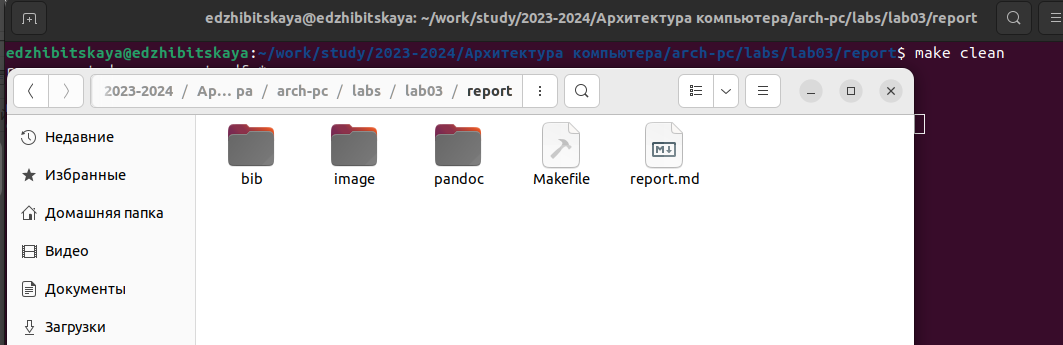 edzhibitskaya@edzhibitskaya: ~/work/study/2023-2024/Архитектура компьютера/arch-pc/labs/lab03/report
edzhibitskaya@edzhibitskaya:~/work/study/2023-2024/Архитектура компьютера/arch-pc/labs/lab03/report$ make clean
2023-2024 / Ар… ра / arch-pc / labs / lab03 / report
Недавние
Избранные
Домашняя папка
Видео
Документы
Загрузки
bib
image
pandoc
Makefile
report.md